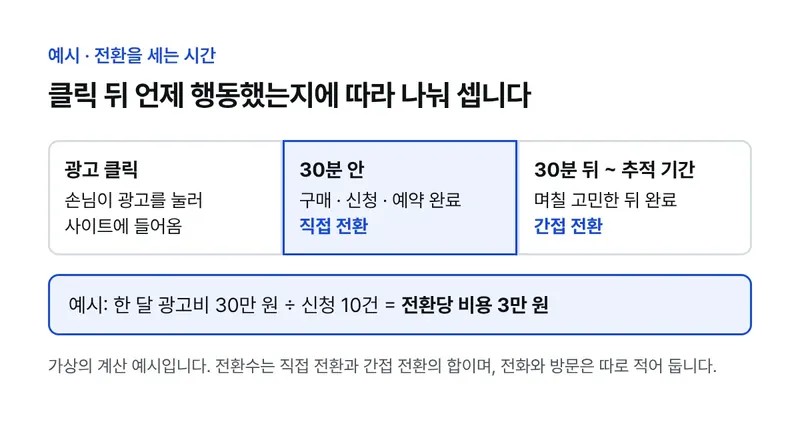 예시 · 전환을 세는 시간
클릭 뒤 언제 행동했는지에 따라 나눠 셉니다
광고 클릭
손님이 광고를 눌러
사이트에 들어옴
30분 안
구매 · 신청 · 예약 완료
직접 전환
30분 뒤 ~ 추적 기간
며칠 고민한 뒤 완료
간접 전환
예시: 한 달 광고비 30만 원 ÷ 신청 10건 = 전환당 비용 3만 원
가상의 계산 예시입니다. 전환수는 직접 전환과 간접 전환의 합이며, 전화와 방문은 따로 적어 둡니다.